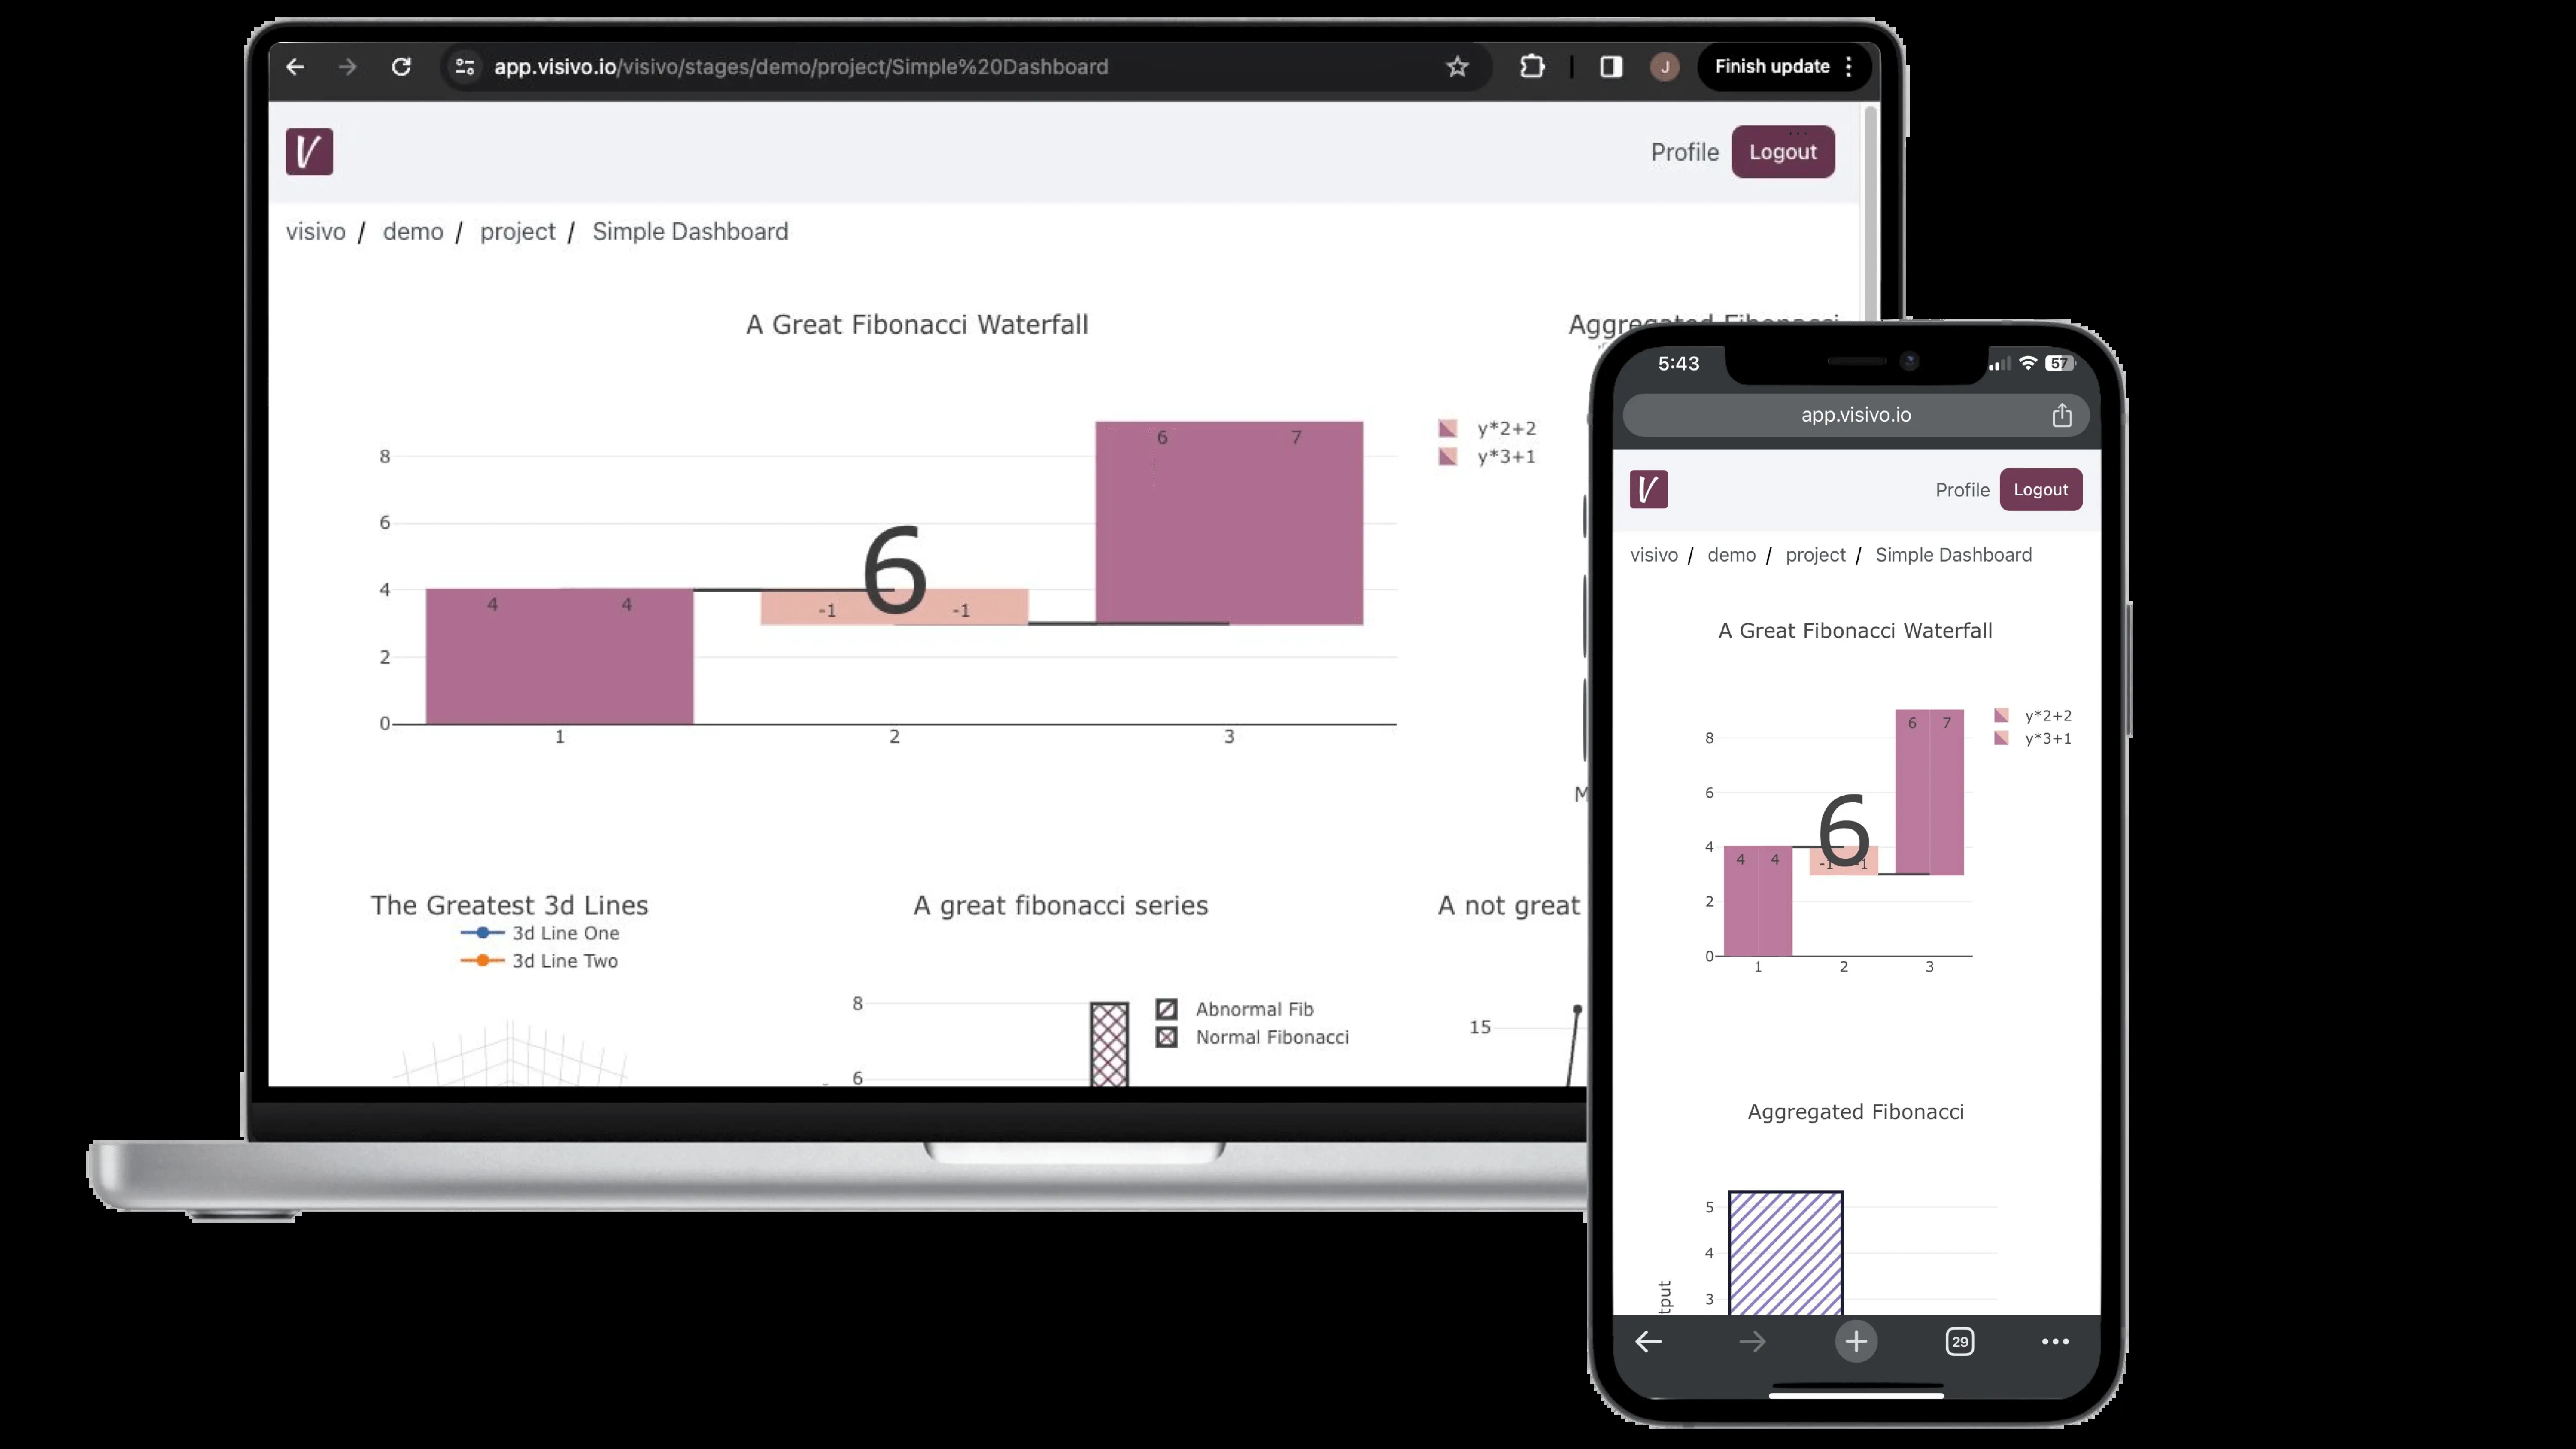 app.visivo.io/visivo/stages/demo/project/Simple%20Dashboard
J
Finish update
V
Profile
Logout
visivo / demo / project / Simple Dashboard
A Great Fibonacci Waterfall
Aggregated Fibonacci
8
6
4
2
0
4 4
-1 -1
6 7
6
1 2 3
y*2+2
y*3+1
M
The Greatest 3d Lines
3d Line One
3d Line Two
A great fibonacci series
8
6
Abnormal Fib
Normal Fibonacci
A not great
15
5:43
57
app.visivo.io
V
Profile
Logout
visivo / demo / project / Simple Dashboard
A Great Fibonacci Waterfall
8
6
4
2
0
4 4
-1 -1
6 7
6
1 2 3
y*2+2
y*3+1
Aggregated Fibonacci
5
4
3
tput
29